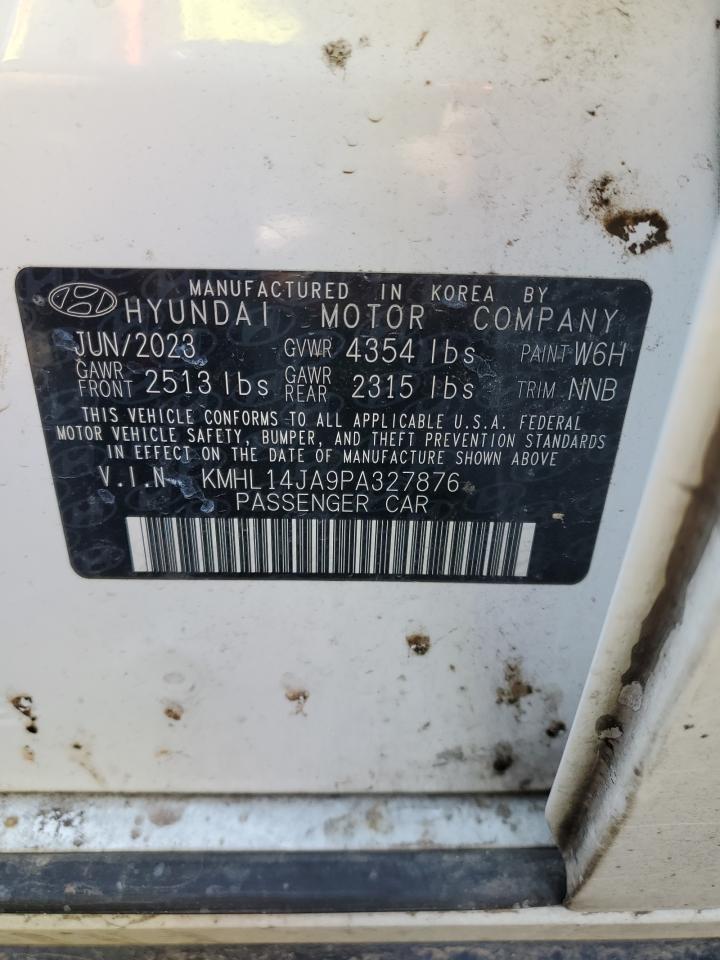 MANUFACTURED IN KOREA BY
HYUNDAI MOTOR COMPANY
JUN/2023 GVWR 4354 lbs PAINT W6H
GAWR FRONT 2513 lbs GAWR REAR 2315 lbs TRIM NNB
THIS VEHICLE CONFORMS TO ALL APPLICABLE U.S.A. FEDERAL
MOTOR VEHICLE SAFETY, BUMPER, AND THEFT PREVENTION STANDARDS
IN EFFECT ON THE DATE OF MANUFACTURE SHOWN ABOVE
V.I.N KMHL14JA9PA327876
PASSENGER CAR